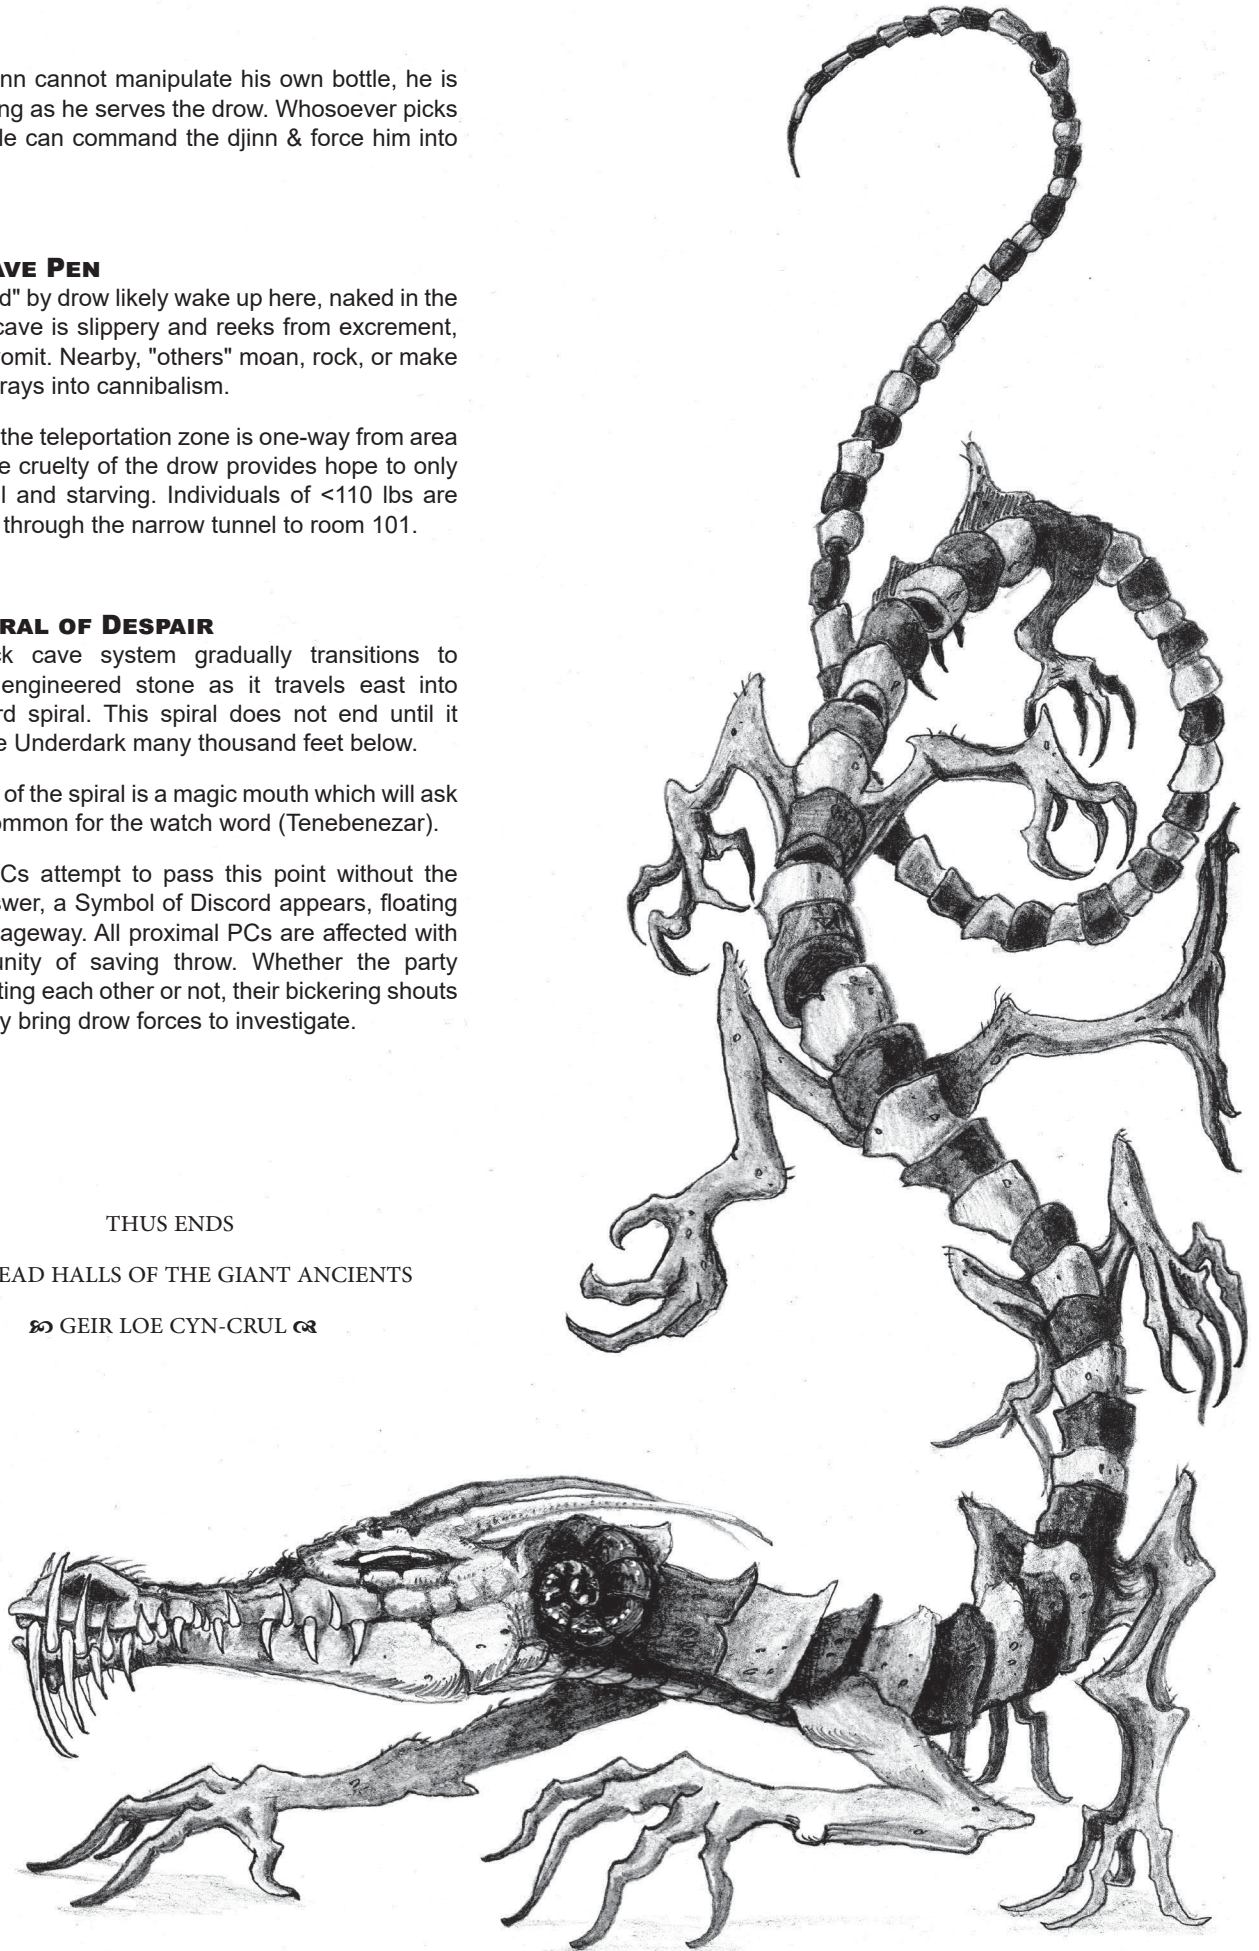 nn cannot manipulate his own bottle, he is
ng as he serves the drow. Whosoever picks
le can command the djinn & force him into
AVE PEN
d" by drow likely wake up here, naked in the
cave is slippery and reeks from excrement,
vomit. Nearby, "others" moan, rock, or make
rays into cannibalism.
the teleportation zone is one-way from area
e cruelty of the drow provides hope to only
l and starving. Individuals of <110 lbs are
through the narrow tunnel to room 101.
RAL OF DESPAIR
ck cave system gradually transitions to
engineered stone as it travels east into
rd spiral. This spiral does not end until it
e Underdark many thousand feet below.
of the spiral is a magic mouth which will ask
ommon for the watch word (Tenebenezar).
Cs attempt to pass this point without the
swer, a Symbol of Discord appears, floating
ageway. All proximal PCs are affected with
unity of saving throw. Whether the party
ting each other or not, their bickering shouts
y bring drow forces to investigate.
THUS ENDS
EAD HALLS OF THE GIANT ANCIENTS
GEIR LOE CYN-CRUL